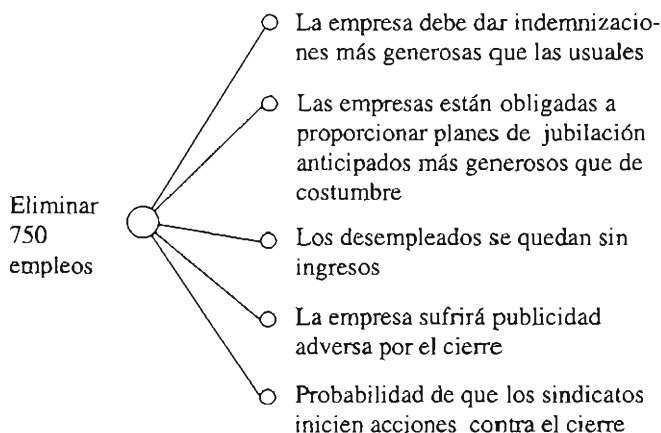 La empresa debe dar indemnizacio-
nes más generosas que las usuales
Las empresas están obligadas a
proporcionar planes de jubilación
anticipados más generosos que de
costumbre
Eliminar
750
empleos
Los desempleados se quedan sin
ingresos
La empresa sufrirá publicidad
adversa por el cierre
Probabilidad de que los sindicatos
inicien acciones contra el cierre